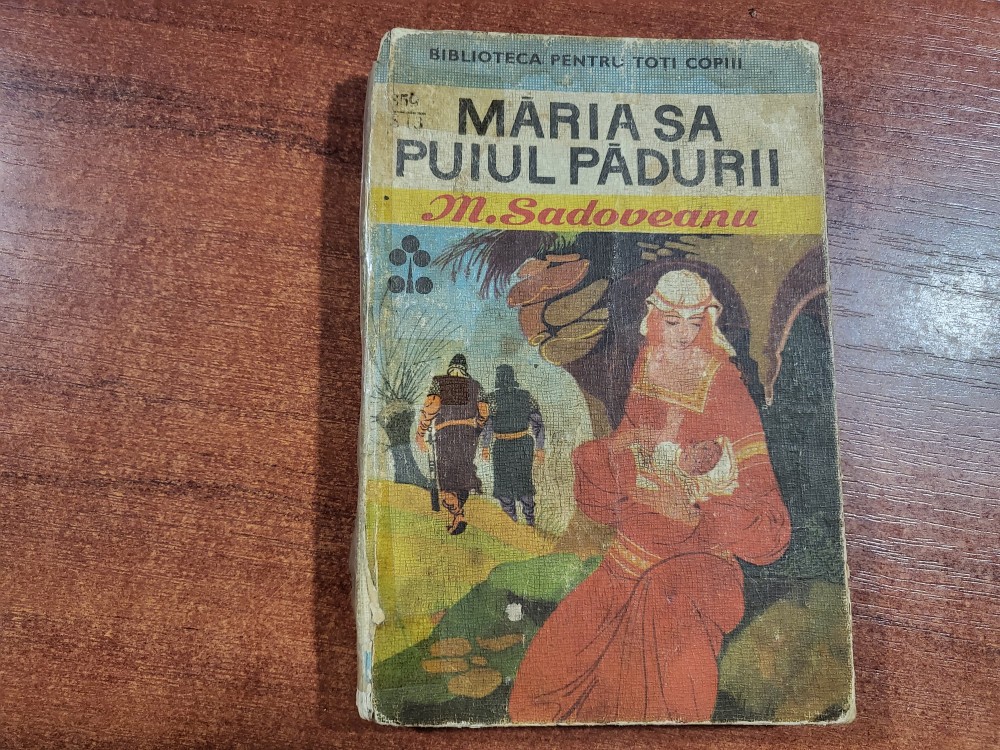 BIBLIOTECA PENTRU TOTI COPIII
MĂRIA SA
PUIUL PĂDURII
M. Sadoveanu